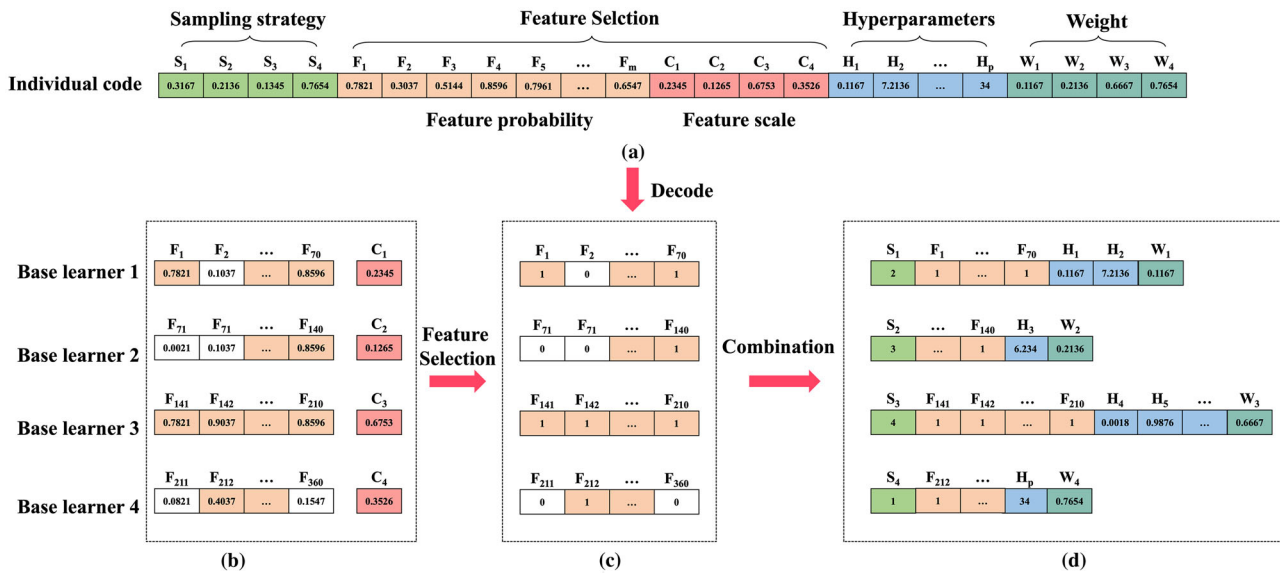 Sampling strategy Feature Selction Hyperparameters Weight
S1 S2 S3 S4 F1 F2 F3 F4 F5 … Fm C1 C2 C3 C4 H1 H2 … Hp W1 W2 W3 W4
Individual code 0.3167 0.2136 0.1345 0.7654 0.7821 0.3037 0.5144 0.8596 0.7961 … 0.6547 0.2345 0.1265 0.6753 0.3526 0.1167 7.2136 … 34 0.1167 0.2136 0.6667 0.7654
Feature probability Feature scale
(a)
Decode
F1 F2 … F70 C1
Base learner 1 0.7821 0.1037 … 0.8596 0.2345
F71 F71 … F140 C2
Base learner 2 0.0021 0.1037 … 0.8596 0.1265
F141 F142 … F210 C3
Base learner 3 0.7821 0.9037 … 0.8596 0.6753
F211 F212 … F360 C4
Base learner 4 0.0821 0.4037 … 0.1547 0.3526
(b)
Feature
Selection
F1 F2 … F70
1 0 … 1
F71 F71 … F140
0 0 … 1
F141 F142 … F210
1 1 … 1
F211 F212 … F360
0 1 … 0
(c)
Combination
S1 F1 … F70 H1 H2 W1
2 1 … 1 0.1167 7.2136 0.1167
S2 … F140 H3 W2
3 … 1 6.234 0.2136
S3 F141 F142 … F210 H4 H5 … W3
4 1 1 … 1 0.0018 0.9876 … 0.6667
S4 F212 … Hp W4
1 1 … 34 0.7654
(d)